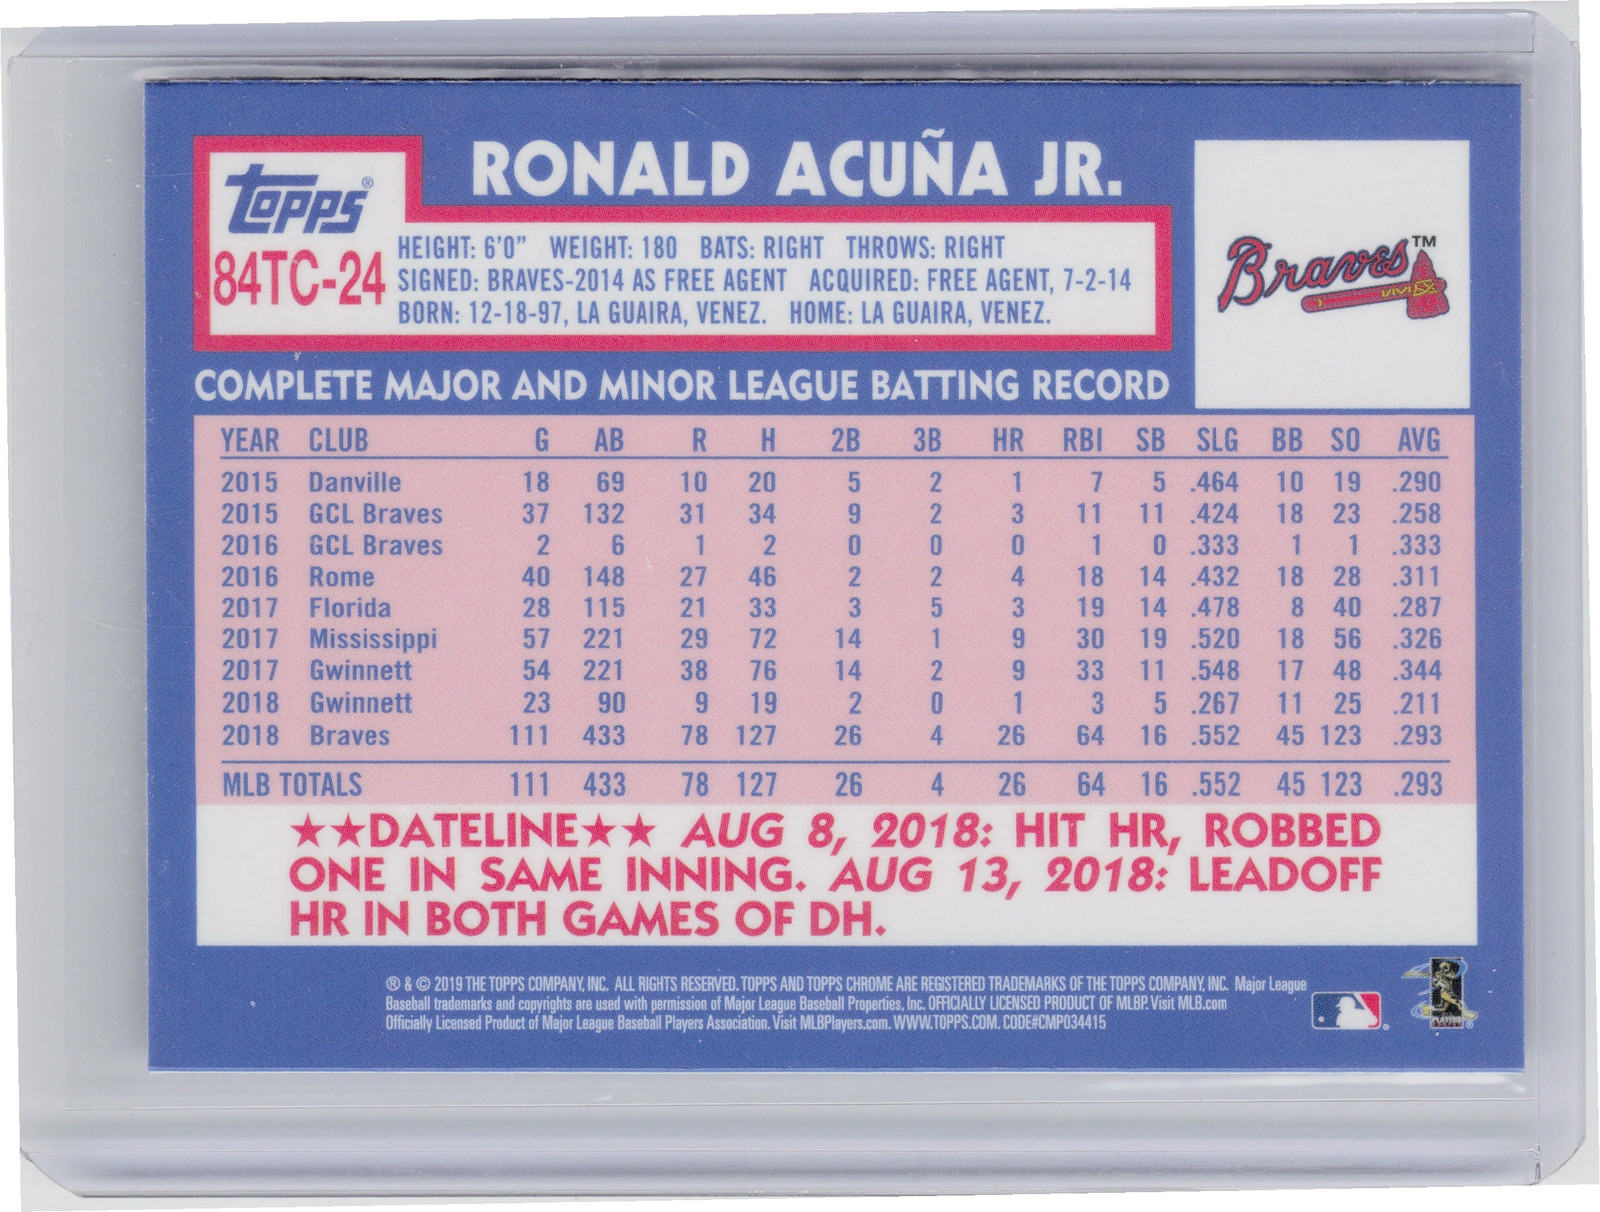 RONALD ACUÑA JR.
topps®
84TC-24
HEIGHT: 6'0" WEIGHT: 180 BATS: RIGHT THROWS: RIGHT
SIGNED: BRAVES-2014 AS FREE AGENT ACQUIRED: FREE AGENT, 7-2-14
BORN: 12-18-97, LA GUAIRA, VENEZ. HOME: LA GUAIRA, VENEZ.
Braves™
COMPLETE MAJOR AND MINOR LEAGUE BATTING RECORD
YEAR CLUB G AB R H 2B 3B HR RBI SB SLG BB SO AVG
2015 Danville 18 69 10 20 5 2 1 7 5 .464 10 19 .290
2015 GCL Braves 37 132 31 34 9 2 3 11 11 .424 18 23 .258
2016 GCL Braves 2 6 1 2 0 0 0 1 0 .333 1 1 .333
2016 Rome 40 148 27 46 2 2 4 18 14 .432 18 28 .311
2017 Florida 28 115 21 33 3 5 3 19 14 .478 8 40 .287
2017 Mississippi 57 221 29 72 14 1 9 30 19 .520 18 56 .326
2017 Gwinnett 54 221 38 76 14 2 9 33 11 .548 17 48 .344
2018 Gwinnett 23 90 9 19 2 0 1 3 5 .267 11 25 .211
2018 Braves 111 433 78 127 26 4 26 64 16 .552 45 123 .293
MLB TOTALS 111 433 78 127 26 4 26 64 16 .552 45 123 .293
★★DATELINE★★ AUG 8, 2018: HIT HR, ROBBED
ONE IN SAME INNING. AUG 13, 2018: LEADOFF
HR IN BOTH GAMES OF DH.
® & © 2019 THE TOPPS COMPANY, INC. ALL RIGHTS RESERVED. TOPPS AND TOPPS CHROME ARE REGISTERED TRADEMARKS OF THE TOPPS COMPANY, INC. Major League
Baseball trademarks and copyrights are used with permission of Major League Baseball Properties, Inc. OFFICIALLY LICENSED PRODUCT OF MLBP. Visit MLB.com
Officially Licensed Product of Major League Baseball Players Association. Visit MLBPlayers.com. WWW.TOPPS.COM. CODE#CMP034415
PLAYERS